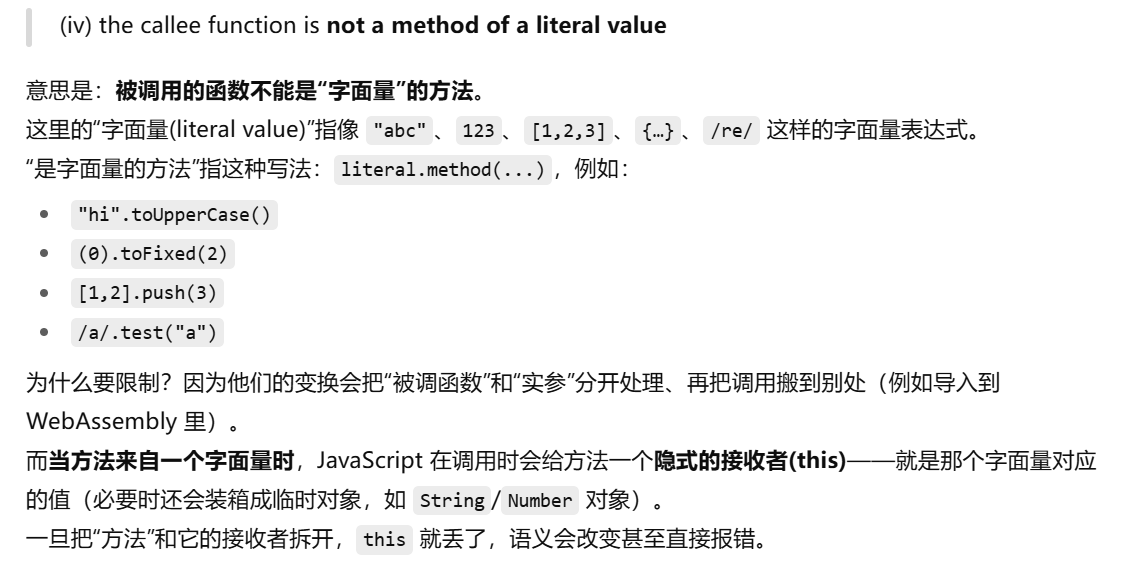 (iv) the callee function is not a method of a literal value
意思是：被调用的函数不能是“字面量”的方法。
这里的“字面量(literal value)”指像 "abc"、123、[1,2,3]、{…}、/re/ 这样的字面量表达式。
“是字面量的方法”指这种写法：literal.method(...)，例如：
• "hi".toUpperCase()
• (0).toFixed(2)
• [1,2].push(3)
• /a/.test("a")
为什么要限制？因为他们的变换会把“被调函数”和“实参”分开处理、再把调用搬到别处（例如导入到
WebAssembly 里）。
而当方法来自一个字面量时，JavaScript 在调用时会给方法一个隐式的接收者(this)——就是那个字面量对应
的值（必要时还会装箱成临时对象，如 String/Number 对象）。
一旦把“方法”和它的接收者拆开，this 就丢了，语义会改变甚至直接报错。